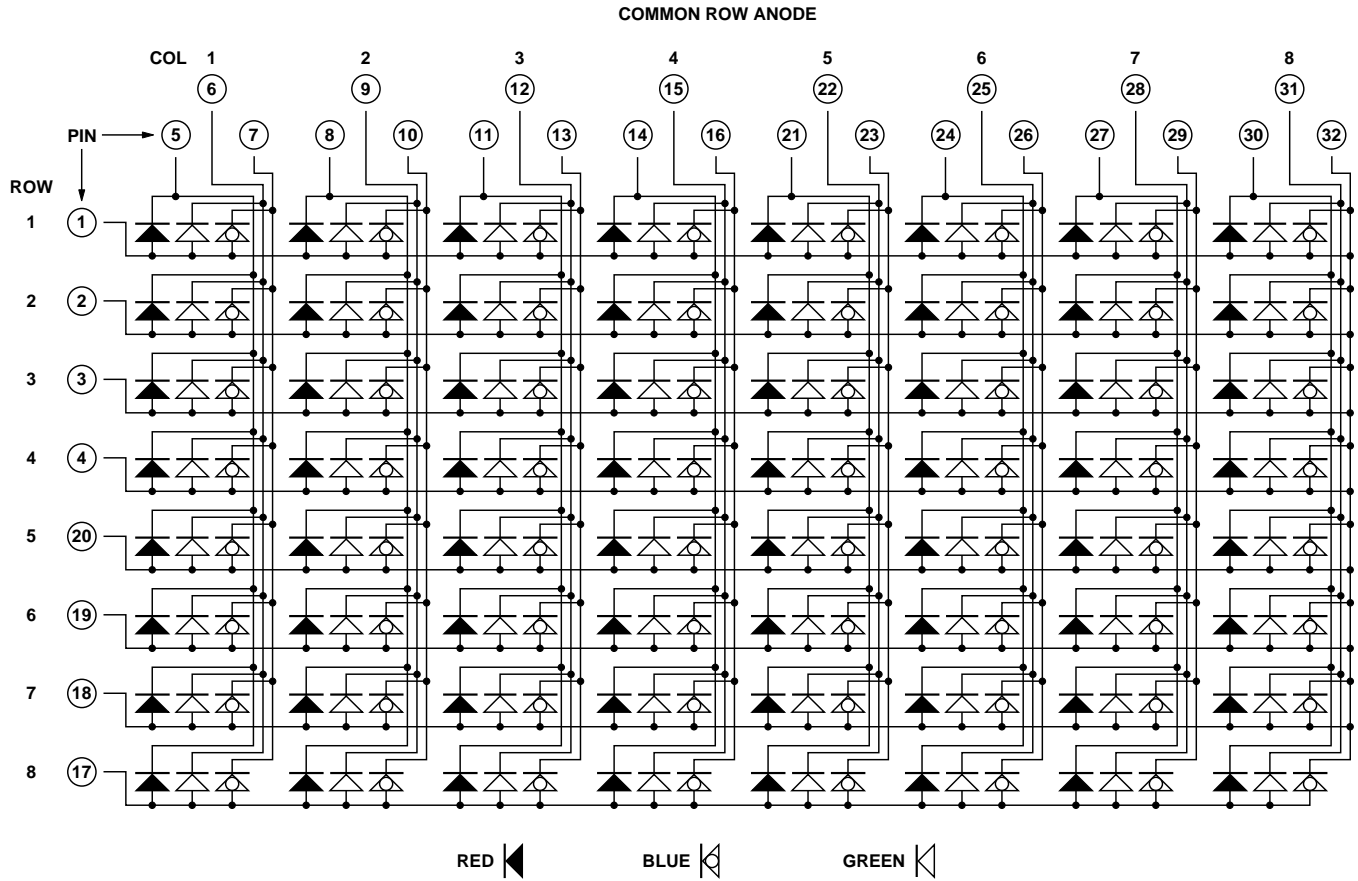 COMMON ROW ANODE
COL 1 2 3 4 5 6 7 8
6 9 12 15 22 25 28 31
PIN 5 7 8 10 11 13 14 16 21 23 24 26 27 29 30 32
ROW
1 1
2 2
3 3
4 4
5 20
6 19
7 18
8 17
RED BLUE GREEN